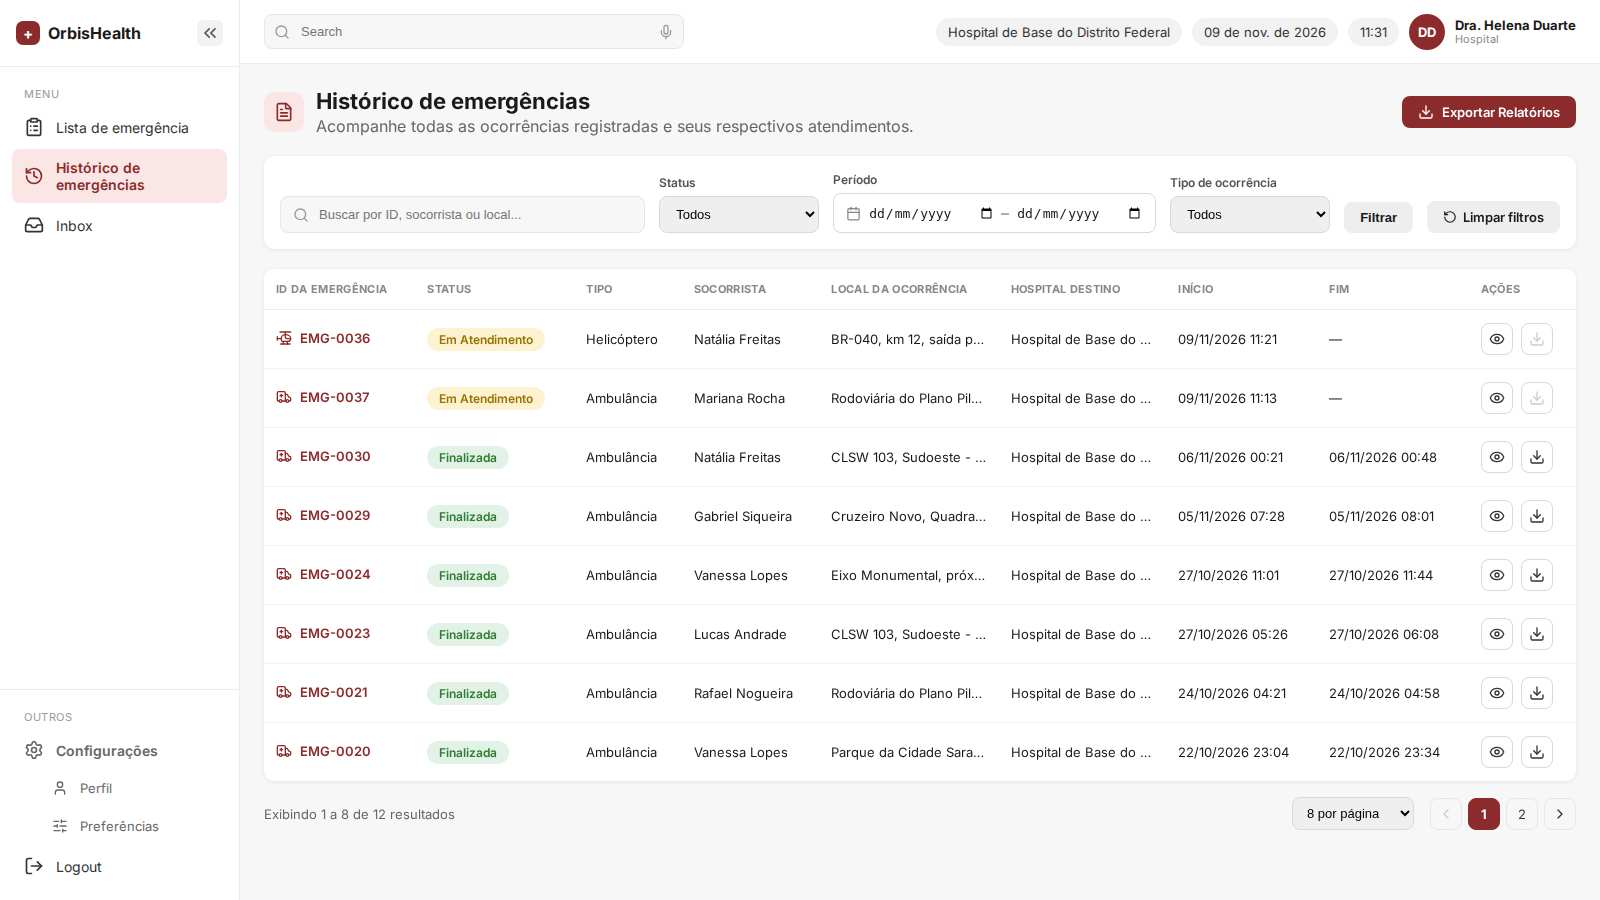 OrbisHealth
Search
Hospital de Base do Distrito Federal
09 de nov. de 2026
11:31
DD
Dra. Helena Duarte
Hospital
MENU
Lista de emergência
Histórico de
emergências
Inbox
Histórico de emergências
Acompanhe todas as ocorrências registradas e seus respectivos atendimentos.
Exportar Relatórios
Buscar por ID, socorrista ou local...
Status
Todos
Período
dd/mm/yyyy – dd/mm/yyyy
Tipo de ocorrência
Todos
Filtrar
Limpar filtros
ID DA EMERGÊNCIA STATUS TIPO SOCORRISTA LOCAL DA OCORRÊNCIA HOSPITAL DESTINO INÍCIO FIM AÇÕES
EMG-0036 Em Atendimento Helicóptero Natália Freitas BR-040, km 12, saída p... Hospital de Base do ... 09/11/2026 11:21 —
EMG-0037 Em Atendimento Ambulância Mariana Rocha Rodoviária do Plano Pil... Hospital de Base do ... 09/11/2026 11:13 —
EMG-0030 Finalizada Ambulância Natália Freitas CLSW 103, Sudoeste - ... Hospital de Base do ... 06/11/2026 00:21 06/11/2026 00:48
EMG-0029 Finalizada Ambulância Gabriel Siqueira Cruzeiro Novo, Quadra... Hospital de Base do ... 05/11/2026 07:28 05/11/2026 08:01
EMG-0024 Finalizada Ambulância Vanessa Lopes Eixo Monumental, próx... Hospital de Base do ... 27/10/2026 11:01 27/10/2026 11:44
EMG-0023 Finalizada Ambulância Lucas Andrade CLSW 103, Sudoeste - ... Hospital de Base do ... 27/10/2026 05:26 27/10/2026 06:08
EMG-0021 Finalizada Ambulância Rafael Nogueira Rodoviária do Plano Pil... Hospital de Base do ... 24/10/2026 04:21 24/10/2026 04:58
EMG-0020 Finalizada Ambulância Vanessa Lopes Parque da Cidade Sara... Hospital de Base do ... 22/10/2026 23:04 22/10/2026 23:34
Exibindo 1 a 8 de 12 resultados
8 por página
1 2
OUTROS
Configurações
Perfil
Preferências
Logout